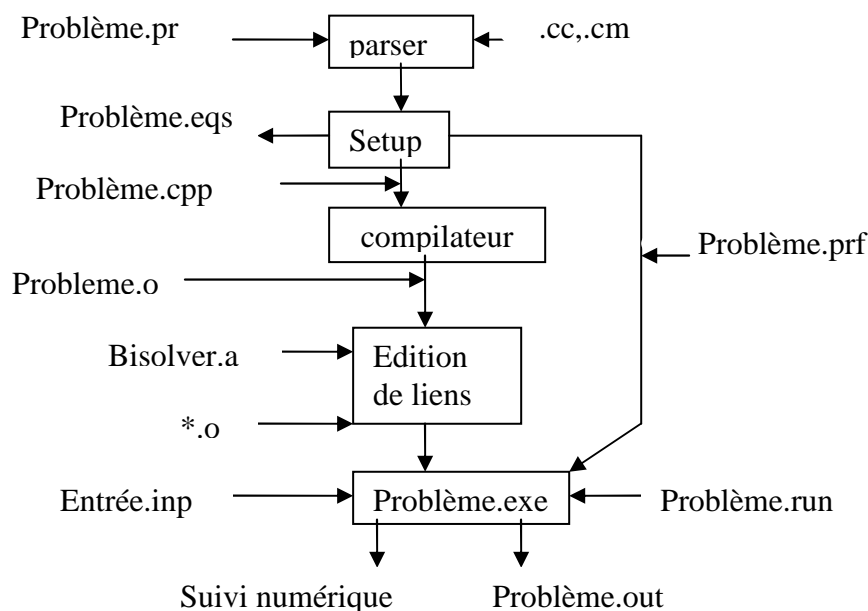 Problème.pr
parser
.cc,.cm
Problème.eqs
Setup
Problème.cpp
compilateur
Problème.prf
Probleme.o
Bisolver.a
Edition
de liens
*.o
Entrée.inp
Problème.exe
Problème.run
Suivi numérique
Problème.out